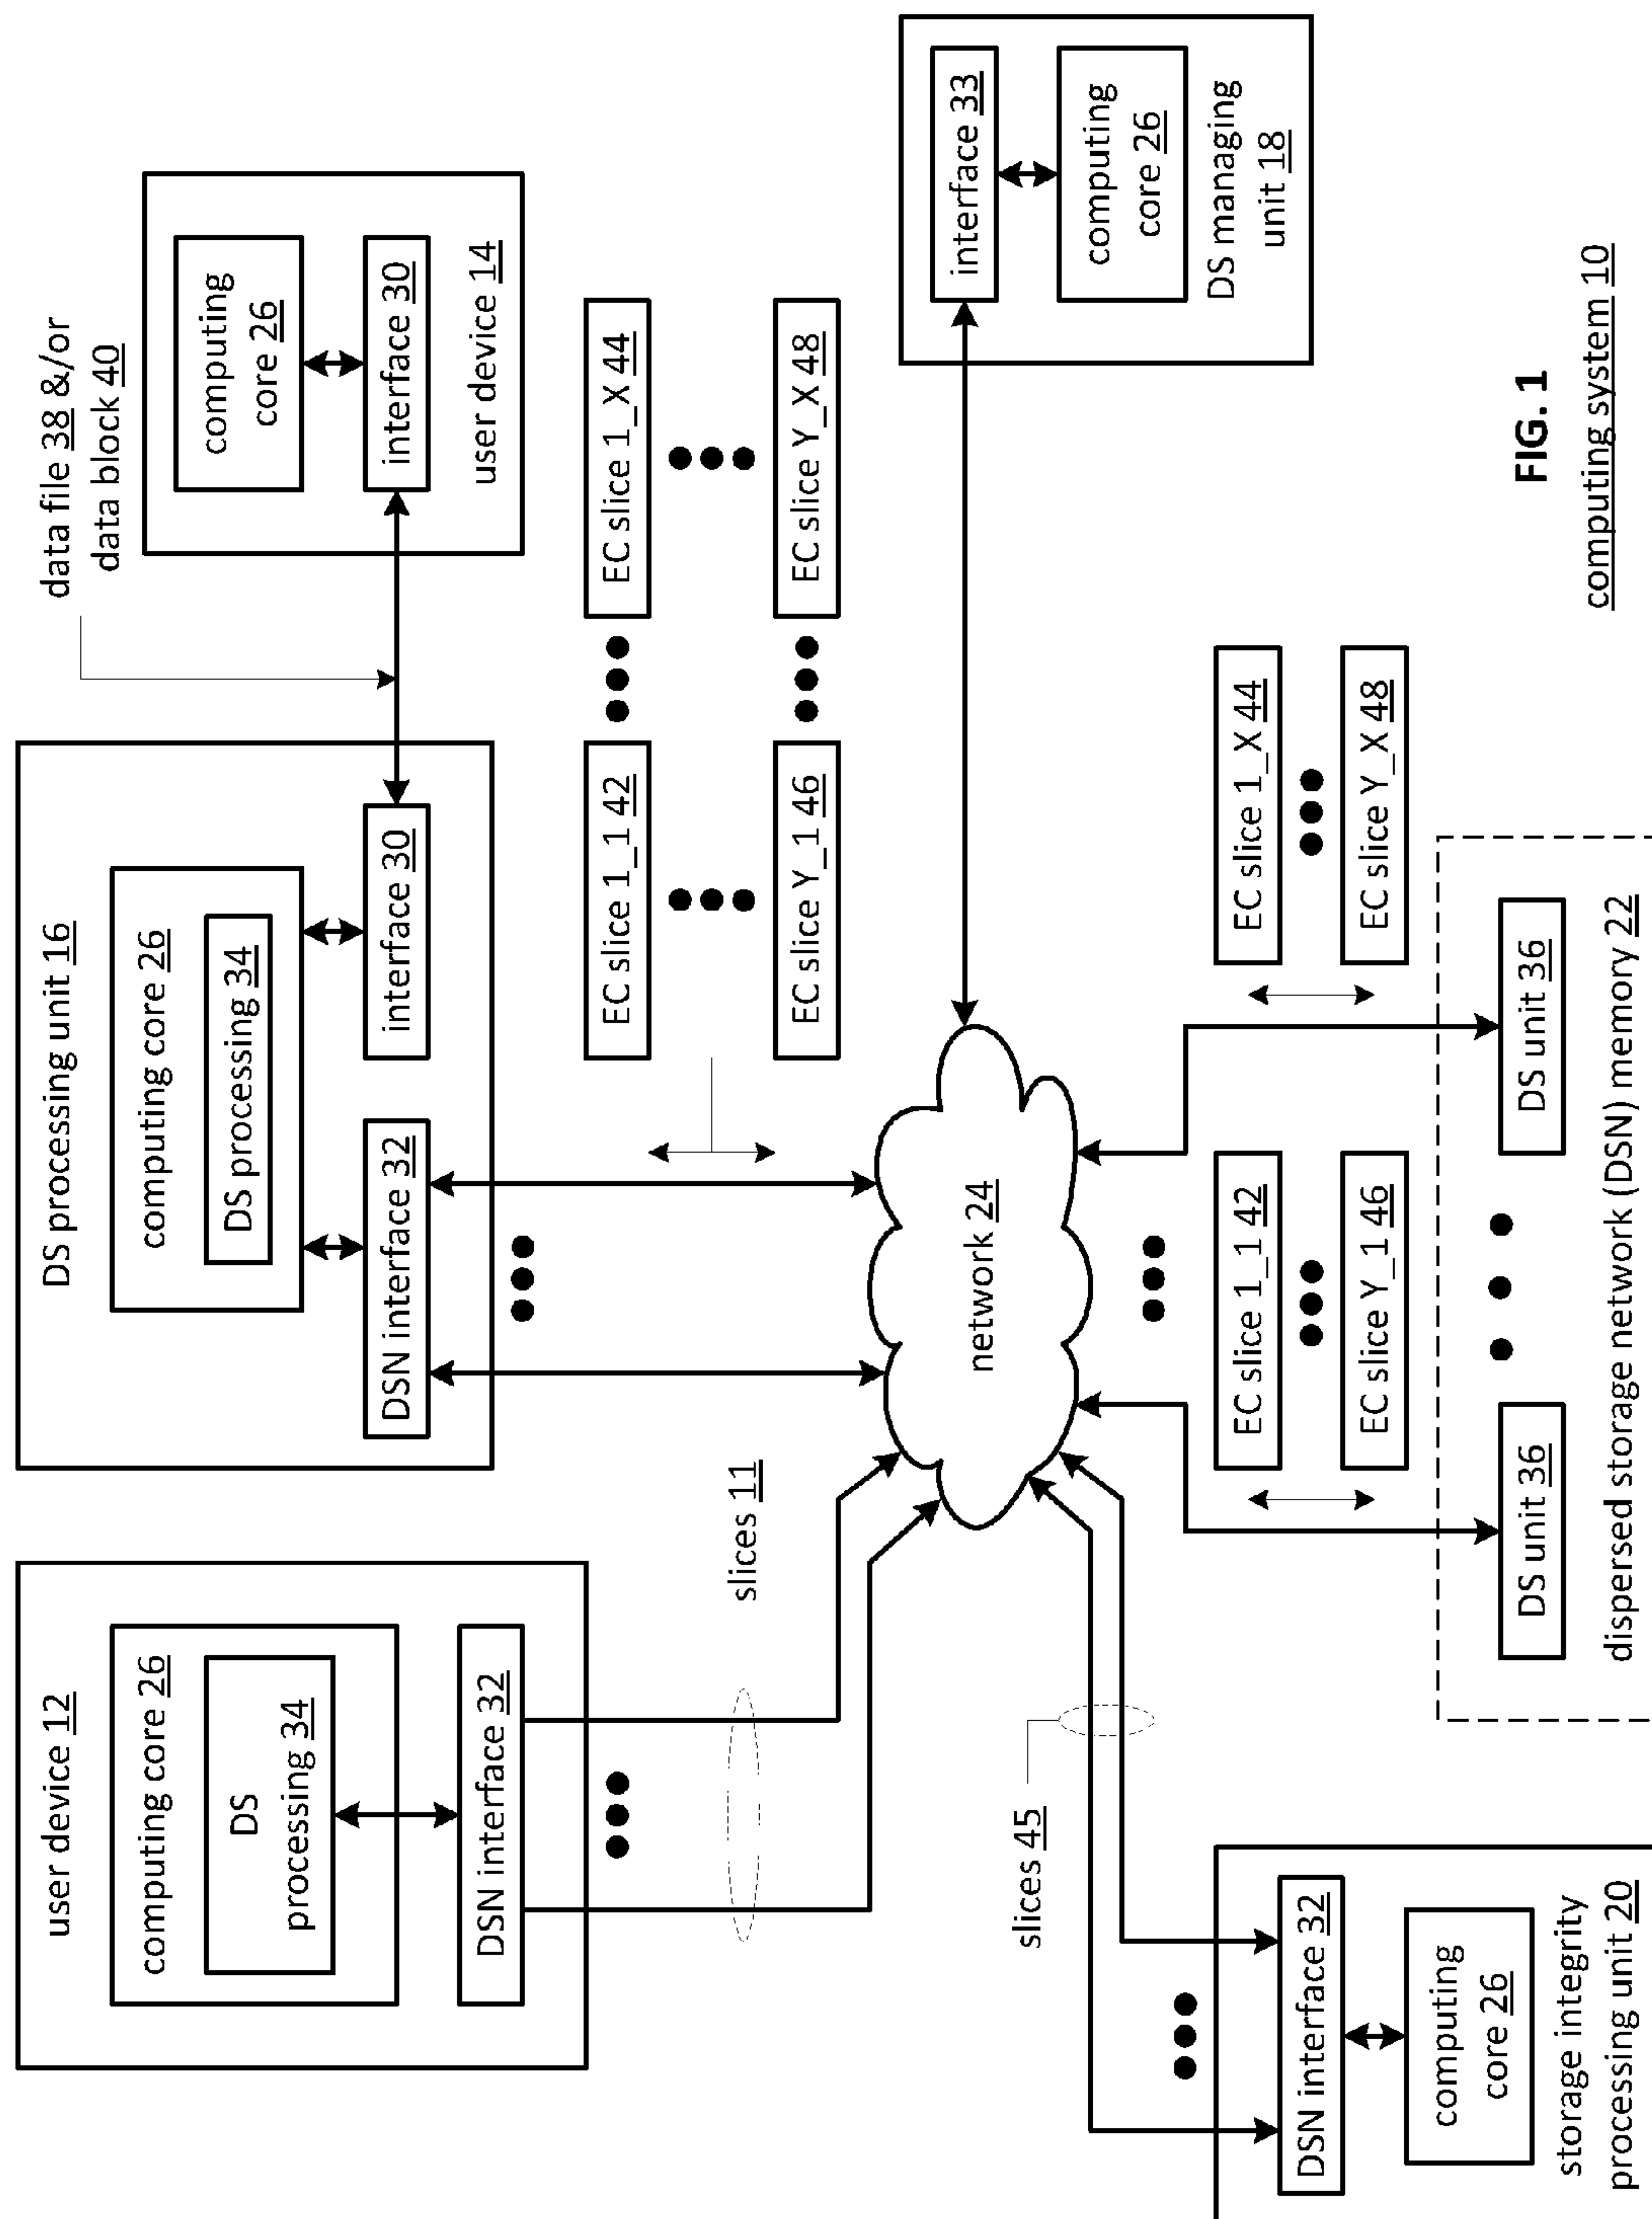 user device 12
computing core 26
DS
processing 34
DSN interface 32
slices 11
DS processing unit 16
computing core 26
DS processing 34
DSN interface 32
interface 30
data file 38 &/or
data block 40
computing
core 26
interface 30
user device 14
EC slice 1_1 42
EC slice 1_X 44
EC slice Y_1 46
EC slice Y_X 48
network 24
interface 33
computing
core 26
DS managing
unit 18
slices 45
DSN interface 32
computing
core 26
storage integrity
processing unit 20
EC slice 1_1 42
EC slice Y_1 46
EC slice 1_X 44
EC slice Y_X 48
DS unit 36
DS unit 36
dispersed storage network (DSN) memory 22
FIG. 1
computing system 10